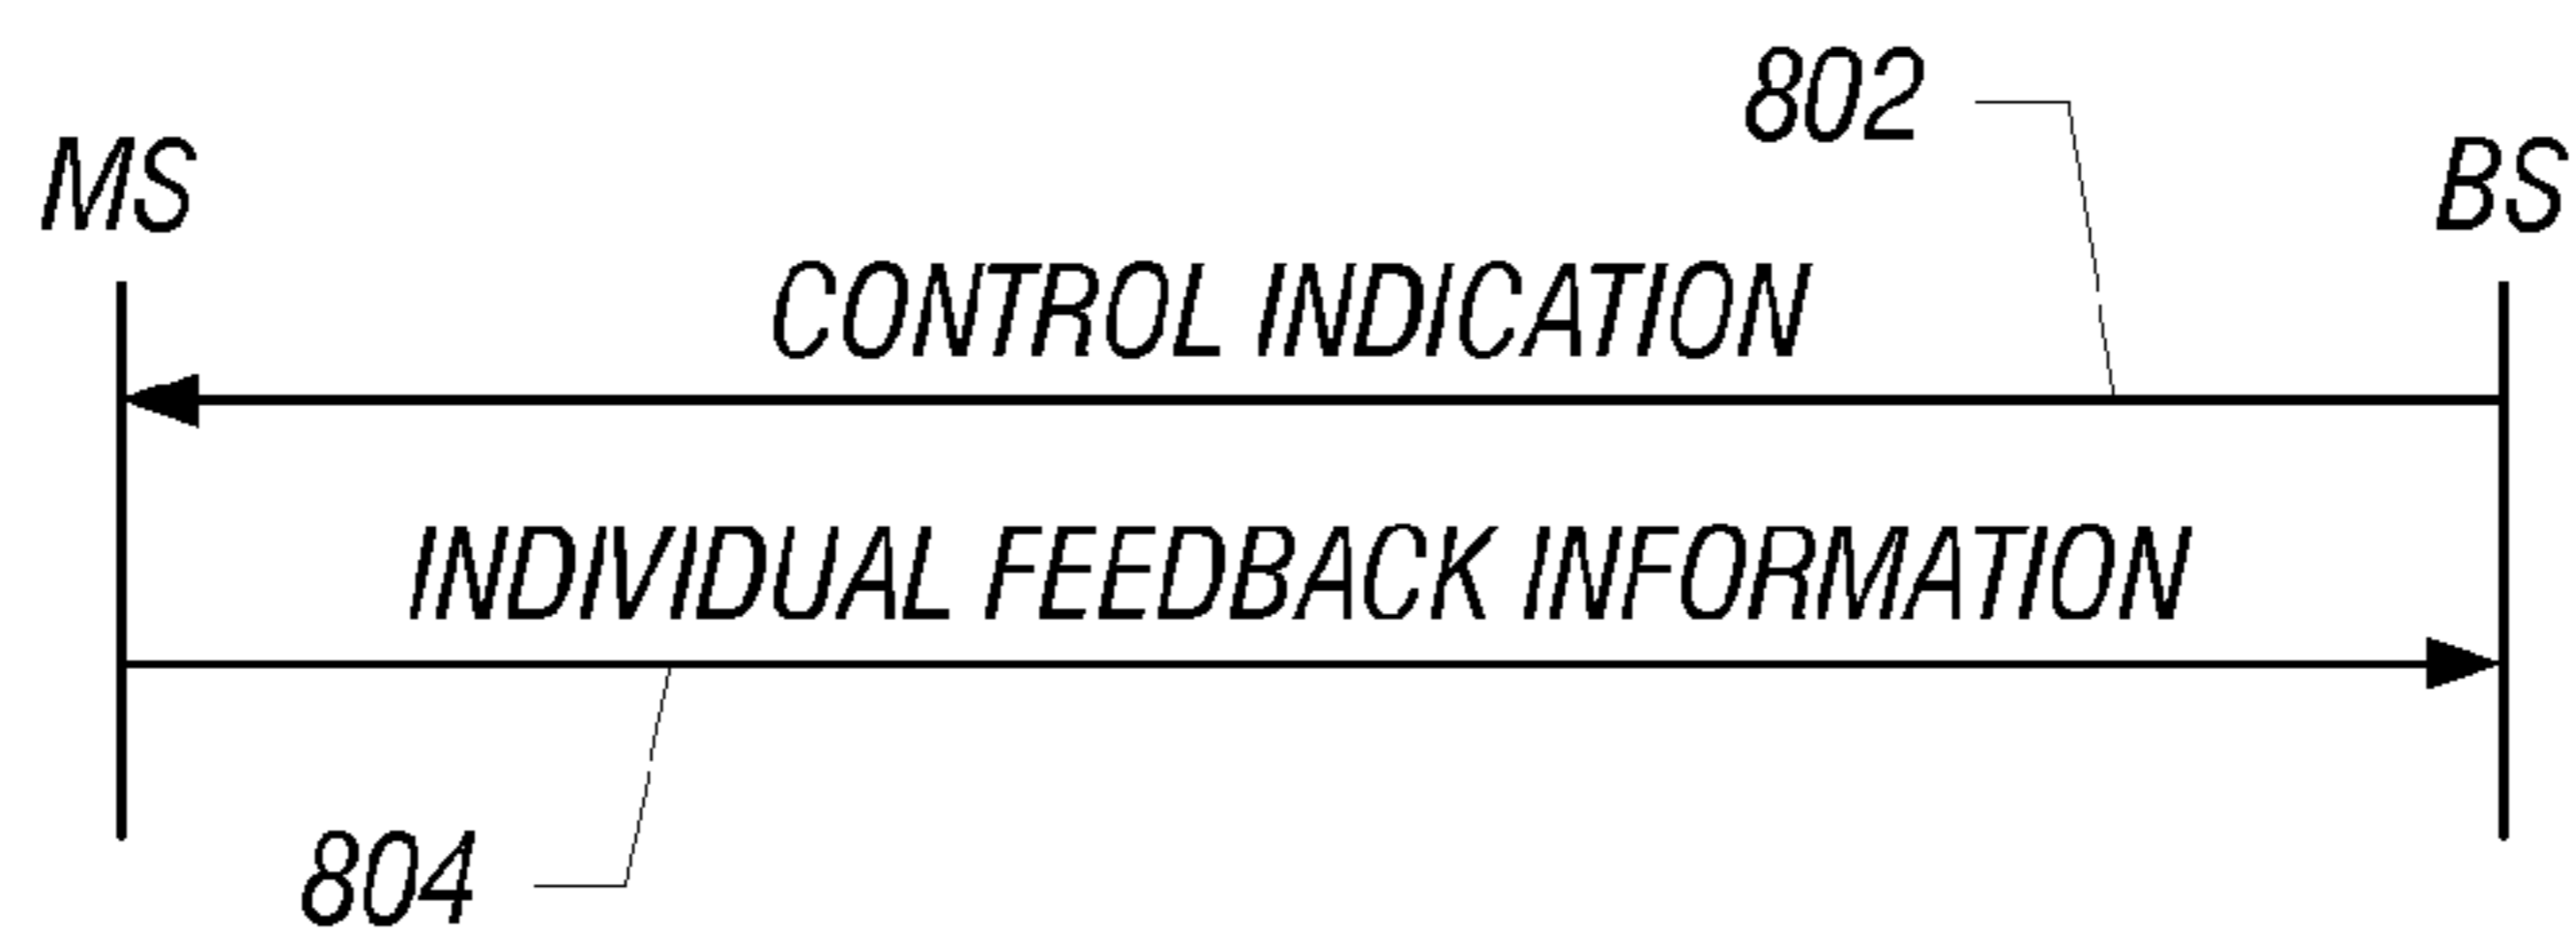 802
MS
BS
CONTROL INDICATION
INDIVIDUAL FEEDBACK INFORMATION
804